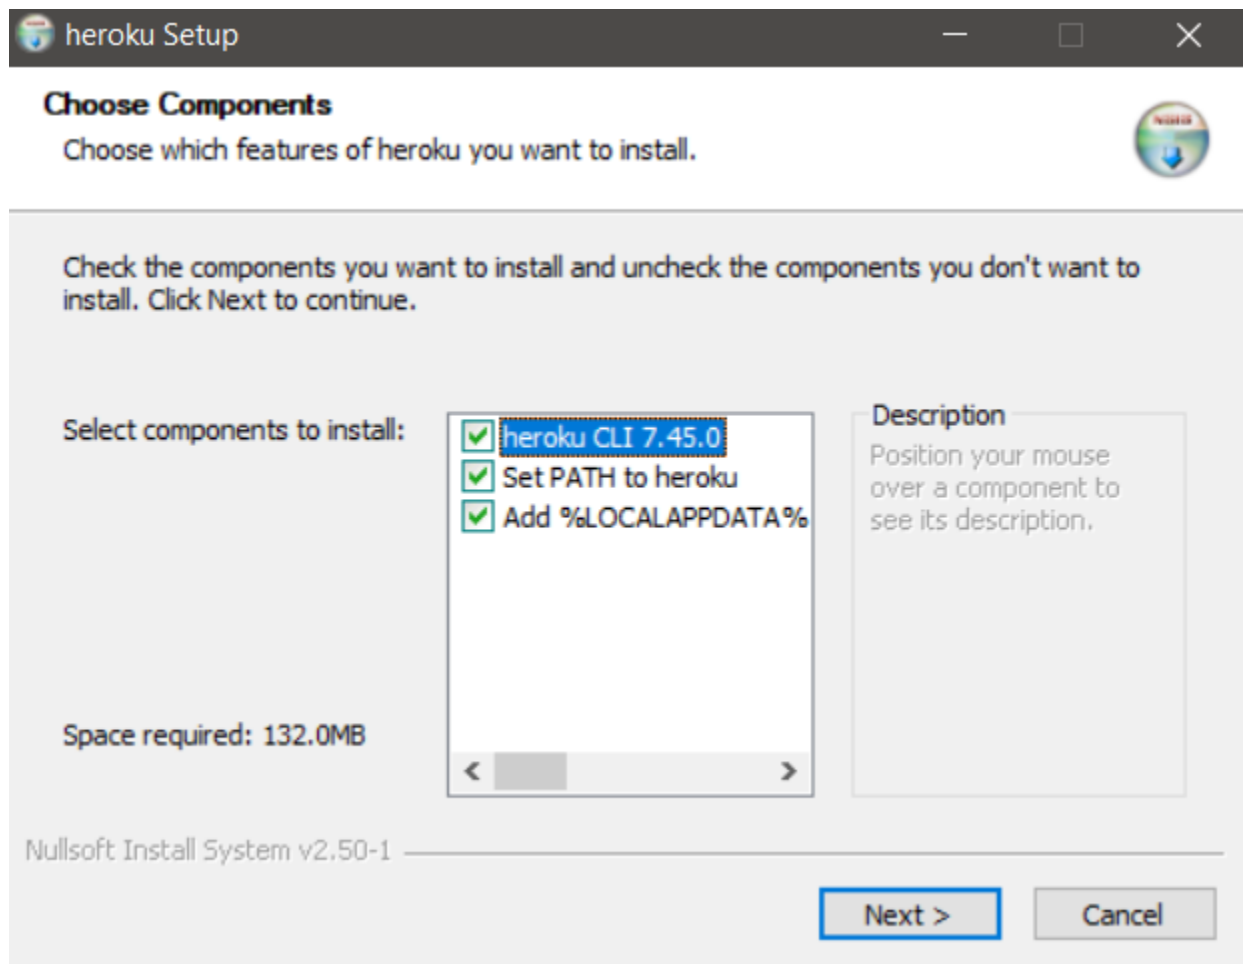 heroku Setup
Choose Components
Choose which features of heroku you want to install.
Check the components you want to install and uncheck the components you don't want to
install. Click Next to continue.
Select components to install:
heroku CLI 7.45.0
Set PATH to heroku
Add %LOCALAPPDATA%
Description
Position your mouse
over a component to
see its description.
Space required: 132.0MB
Nullsoft Install System v2.50-1
Next >
Cancel